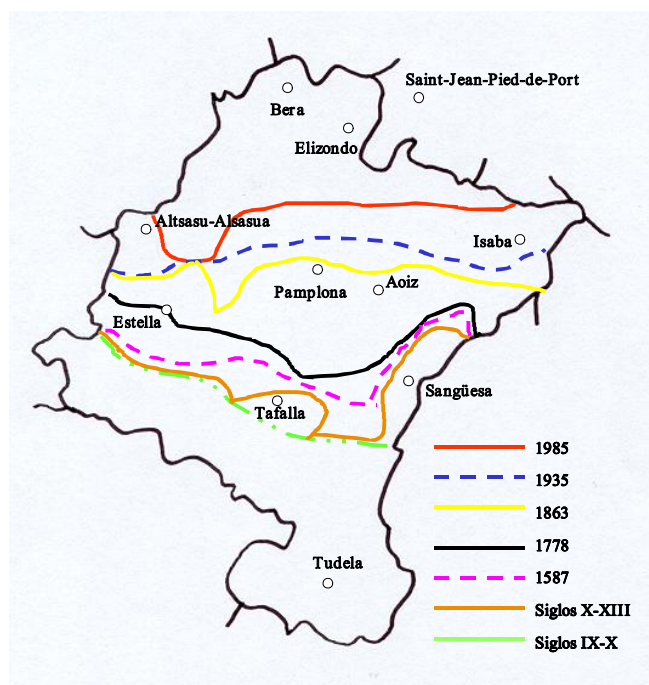 Saint-Jean-Pied-de-Port
Bera
Elizondo
Altsasu-Alsasua
Isaba
Pamplona
Aoiz
Estella
Sangüesa
Tafalla
Tudela
1985
1935
1863
1778
1587
Siglos X-XIII
Siglos IX-X